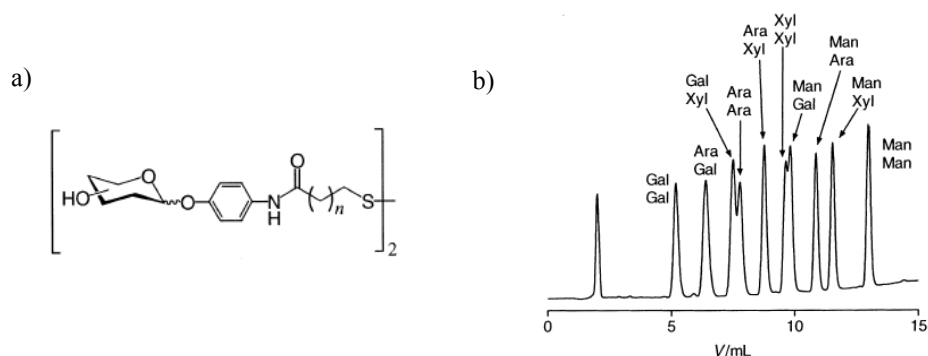 a)
HO
O
O
N
H
O
n
S
2
b)
Gal
Gal
Ara
Gal
Gal
Xyl
Ara
Ara
Ara
Xyl
Xyl
Xyl
Man
Gal
Man
Ara
Man
Xyl
Man
Man
0
5
10
15
V/mL